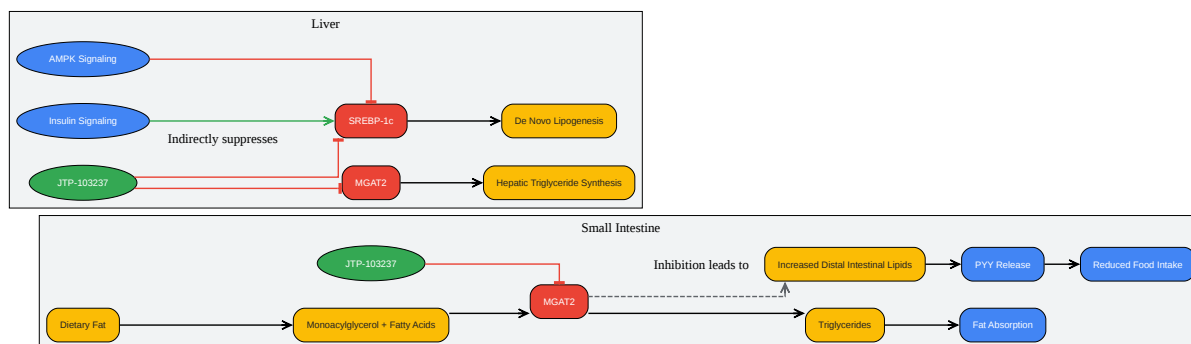 Liver
AMPK Signaling
Insulin Signaling
SREBP-1c
De Novo Lipogenesis
Indirectly suppresses
JTP-103237
MGAT2
Hepatic Triglyceride Synthesis
Small Intestine
JTP-103237
Inhibition leads to
Increased Distal Intestinal Lipids
PYY Release
Reduced Food Intake
MGAT2
Dietary Fat
Monoacylglycerol + Fatty Acids
Triglycerides
Fat Absorption